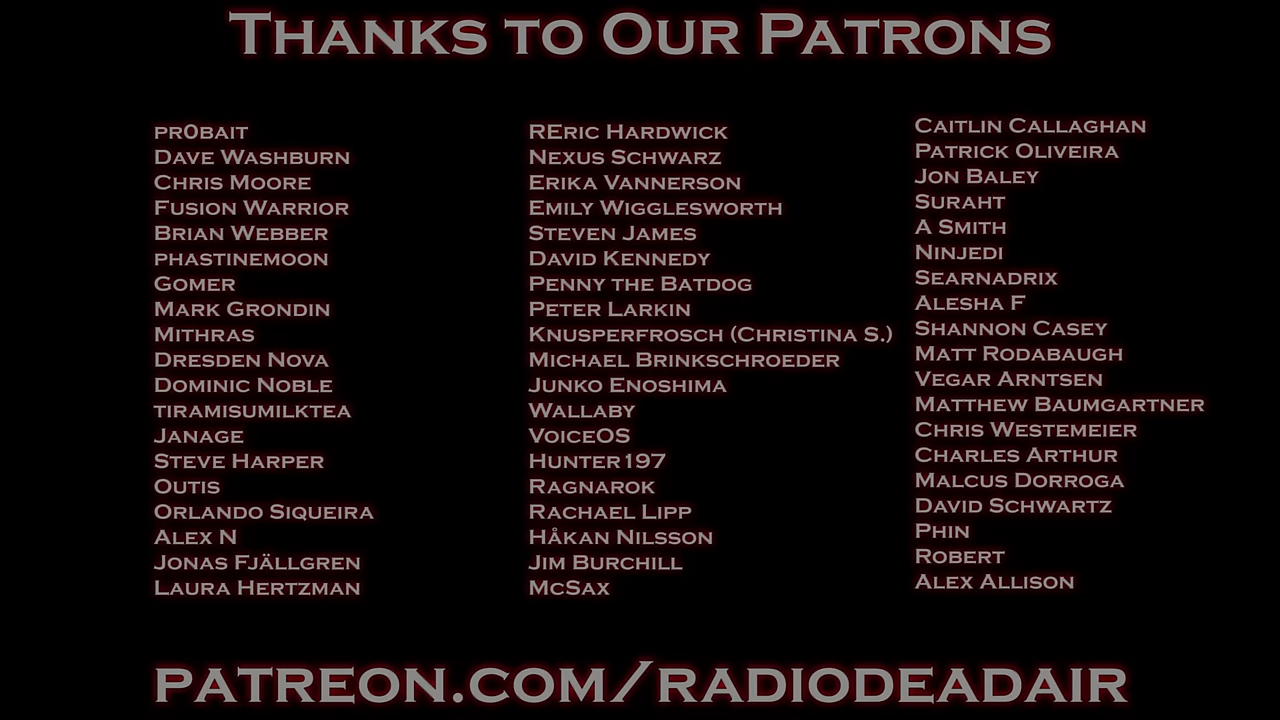 Thanks to Our Patrons
pr0bait
Dave Washburn
Chris Moore
Fusion Warrior
Brian Webber
phastinemoon
Gomer
Mark Grondin
Mithras
Dresden Nova
Dominic Noble
tiramisumilktea
Janage
Steve Harper
Outis
Orlando Siqueira
Alex N
Jonas Fjällgren
Laura Hertzman
REric Hardwick
Nexus Schwarz
Erika Vannerson
Emily Wigglesworth
Steven James
David Kennedy
Penny the Batdog
Peter Larkin
Knusperfrosch (Christina S.)
Michael Brinkschroeder
Junko Enoshima
Wallaby
VoiceOS
Hunter197
Ragnarok
Rachael Lipp
Håkan Nilsson
Jim Burchill
McSax
Caitlin Callaghan
Patrick Oliveira
Jon Baley
Suraht
A Smith
Ninjedi
Searnadrix
Alesha F
Shannon Casey
Matt Rodabaugh
Vegar Arntsen
Matthew Baumgartner
Chris Westemeier
Charles Arthur
Malcus Dorroga
David Schwartz
Phin
Robert
Alex Allison
patreon.com/radiodeadair